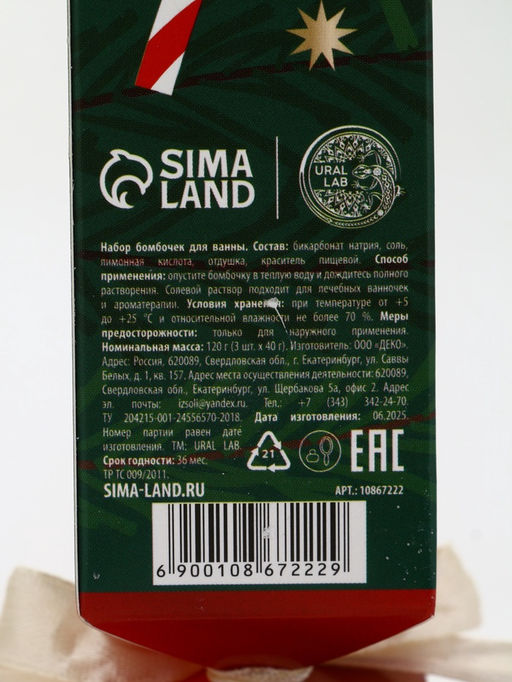 SIMA
LAND
URAL
LAB
Набор бомбочек для ванны. Состав: бикарбонат натрия, соль,
лимонная кислота, отдушка, краситель пищевой. Способ
применения: опустите бомбочку в теплую воду и дождитесь полного
растворения. Солевой раствор подходит для лечебных ванночек
и ароматерапии. Условия хранения: при температуре от +5
до +25 °С и относительной влажности не более 70 %. Меры
предосторожности: только для наружного применения.
Номинальная масса: 120 г (3 шт. х 40 г). Изготовитель: ООО «ДЕКО».
Адрес: Россия, 620089, Свердловская обл., г. Екатеринбург, ул. Саввы
Белых, д. 1, кв. 157. Адрес места осуществления деятельности: 620089,
Свердловская обл., Екатеринбург, ул. Щербакова 5а, офис 2. Адрес
эл. почты: izsoli@yandex.ru. Тел.: +7 (343) 342-24-70.
ТУ 204215-001-24556570-2018. Дата изготовления: 06.2025.
Номер партии равен дате
изготовления. ТМ: URAL LAB.
Срок годности: 36 мес.
ТР ТС 009/2011.
21
EAC
SIMA-LAND.RU
АРТ.: 10867222
6 900108 672229